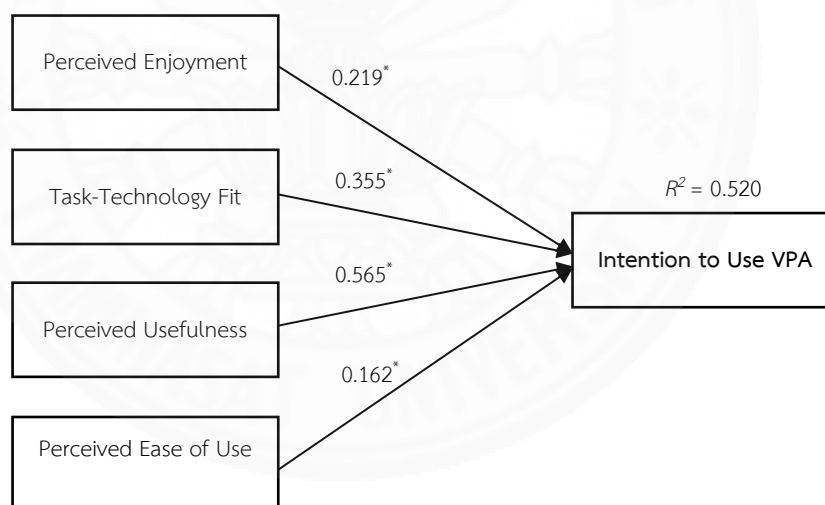 Perceived Enjoyment
0.219*
Task-Technology Fit
0.355*
R² = 0.520
Intention to Use VPA
0.565*
Perceived Usefulness
0.162*
Perceived Ease of Use